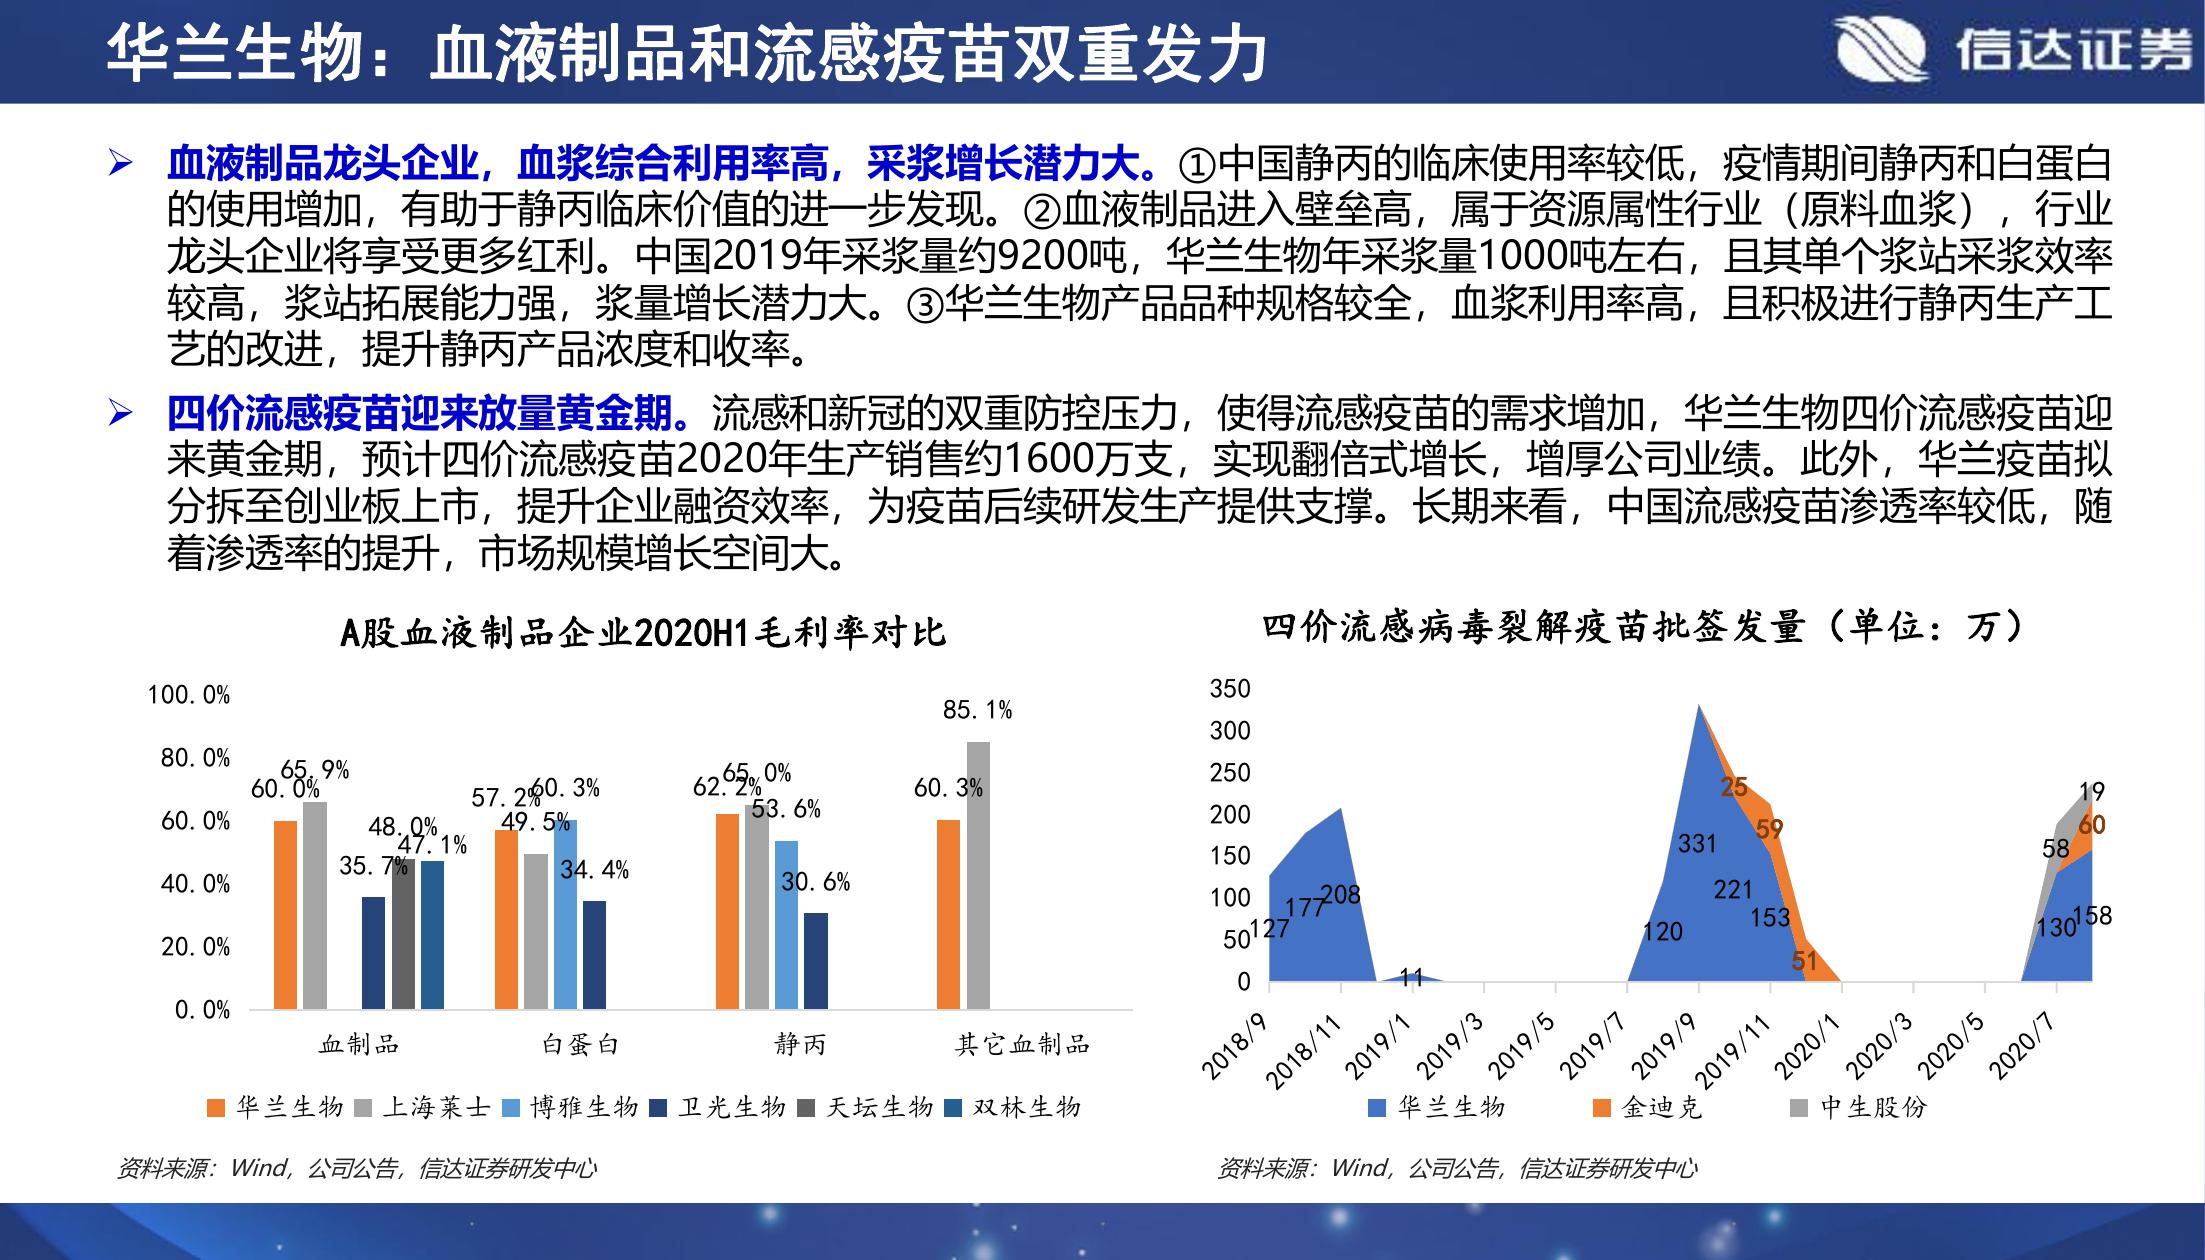 华兰生物：血液制品和流感疫苗双重发力
信达证券
血液制品龙头企业，血浆综合利用率高，采浆增长潜力大。①中国静丙的临床使用率较低，疫情期间静丙和白蛋白
的使用增加，有助于静丙临床价值的进一步发现。②血液制品进入壁垒高，属于资源属性行业（原料血浆），行业
龙头企业将享受更多红利。中国2019年采浆量约9200吨，华兰生物年采浆量1000吨左右，且其单个浆站采浆效率
较高，浆站拓展能力强，浆量增长潜力大。③华兰生物产品品种规格较全，血浆利用率高，且积极进行静丙生产工
艺的改进，提升静丙产品浓度和收率。
四价流感疫苗迎来放量黄金期。流感和新冠的双重防控压力，使得流感疫苗的需求增加，华兰生物四价流感疫苗迎
来黄金期，预计四价流感疫苗2020年生产销售约1600万支，实现翻倍式增长，增厚公司业绩。此外，华兰疫苗拟
分拆至创业板上市，提升企业融资效率，为疫苗后续研发生产提供支撑。长期来看，中国流感疫苗渗透率较低，随
着渗透率的提升，市场规模增长空间大。
A股血液制品企业2020H1毛利率对比
100.0%
80.0%
60.0%
40.0%
20.0%
0.0%
60.0%
65.9%
35.7%
48.0%
47.1%
57.2%
49.5%
60.3%
34.4%
62.2%
65.0%
53.6%
30.6%
60.3%
85.1%
血制品 白蛋白 静丙 其它血制品
华兰生物 上海莱士 博雅生物 卫光生物 天坛生物 双林生物
资料来源：Wind，公司公告，信达证券研发中心
四价流感病毒裂解疫苗批签发量（单位：万）
350
300
250
200
150
100
50
0
127
177
208
11
120
331
221
153
25
59
51
130
158
58
60
19
2018/9 2018/11 2019/1 2019/3 2019/5 2019/7 2019/9 2019/11 2020/1 2020/3 2020/5 2020/7
华兰生物 金迪克 中生股份
资料来源：Wind，公司公告，信达证券研发中心